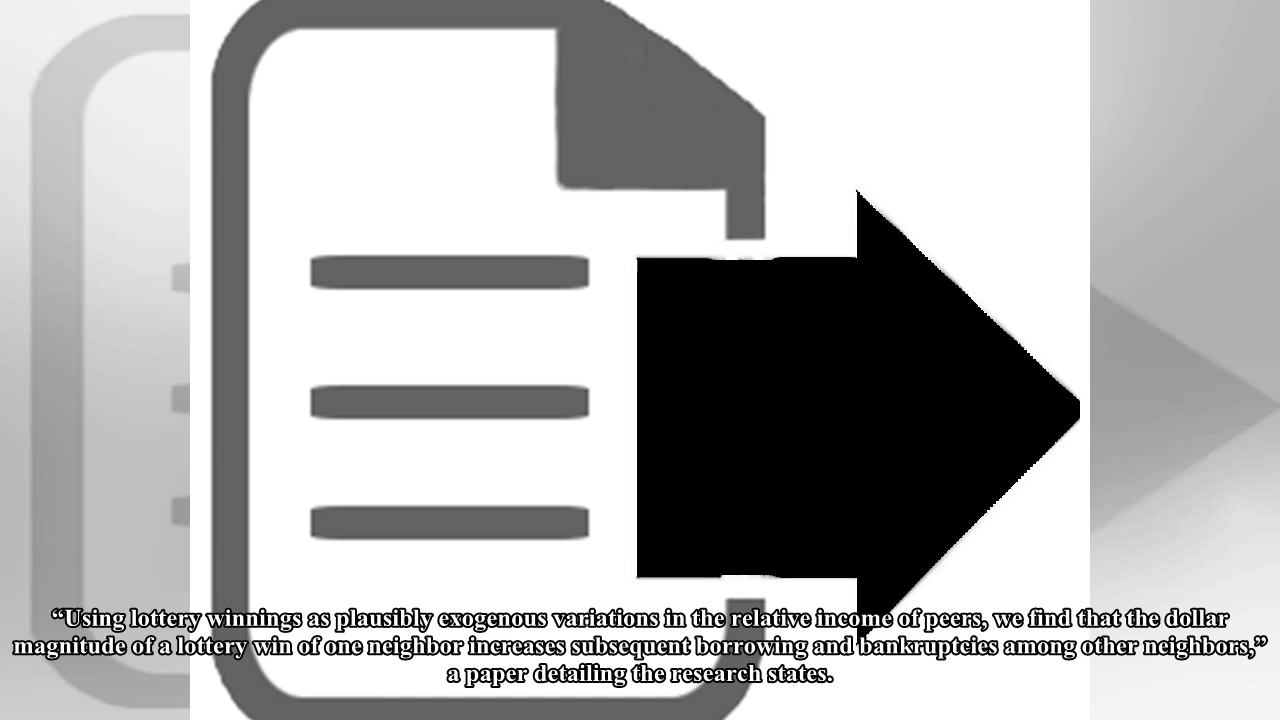 “Using lottery winnings as plausibly exogenous variations in the relative income of peers, we find that the dollar
magnitude of a lottery win of one neighbor increases subsequent borrowing and bankruptcies among other neighbors,”
a paper detailing the research states.